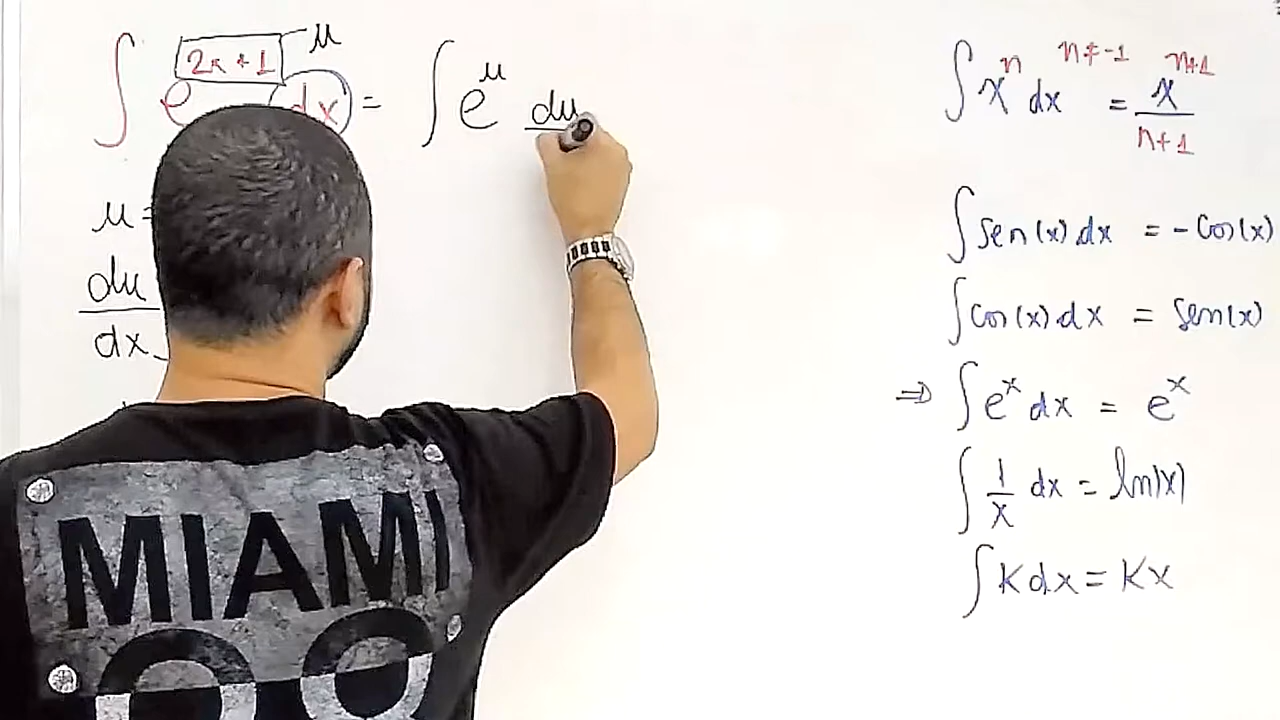 ∫ e^{2x+1} dx = ∫ e^u du
u
u =
du
dx
∫ x^n dx n≠-1 = x^{n+1}/n+1
∫ Sen(x) dx = - Cos(x)
∫ Cos(x) dx = Sen(x)
⇒ ∫ e^x dx = e^x
∫ 1/x dx = ln|x|
∫ K dx = Kx
MIAMI